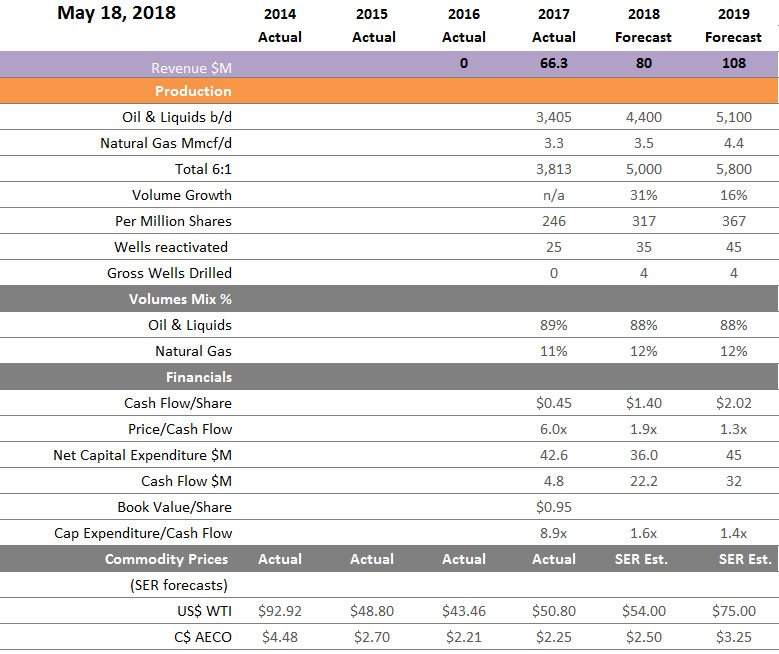 May 18, 2018 2014 2015 2016 2017 2018 2019
Actual Actual Actual Actual Forecast Forecast
Revenue $M 0 66.3 80 108
Production
Oil & Liquids b/d 3,405 4,400 5,100
Natural Gas Mmcf/d 3.3 3.5 4.4
Total 6:1 3,813 5,000 5,800
Volume Growth n/a 31% 16%
Per Million Shares 246 317 367
Wells reactivated 25 35 45
Gross Wells Drilled 0 4 4
Volumes Mix %
Oil & Liquids 89% 88% 88%
Natural Gas 11% 12% 12%
Financials
Cash Flow/Share $0.45 $1.40 $2.02
Price/Cash Flow 6.0x 1.9x 1.3x
Net Capital Expenditure $M 42.6 36.0 45
Cash Flow $M 4.8 22.2 32
Book Value/Share $0.95
Cap Expenditure/Cash Flow 8.9x 1.6x 1.4x
Commodity Prices Actual Actual Actual Actual SER Est. SER Est.
(SER forecasts)
US$ WTI $92.92 $48.80 $43.46 $50.80 $54.00 $75.00
C$ AECO $4.48 $2.70 $2.21 $2.25 $2.50 $3.25